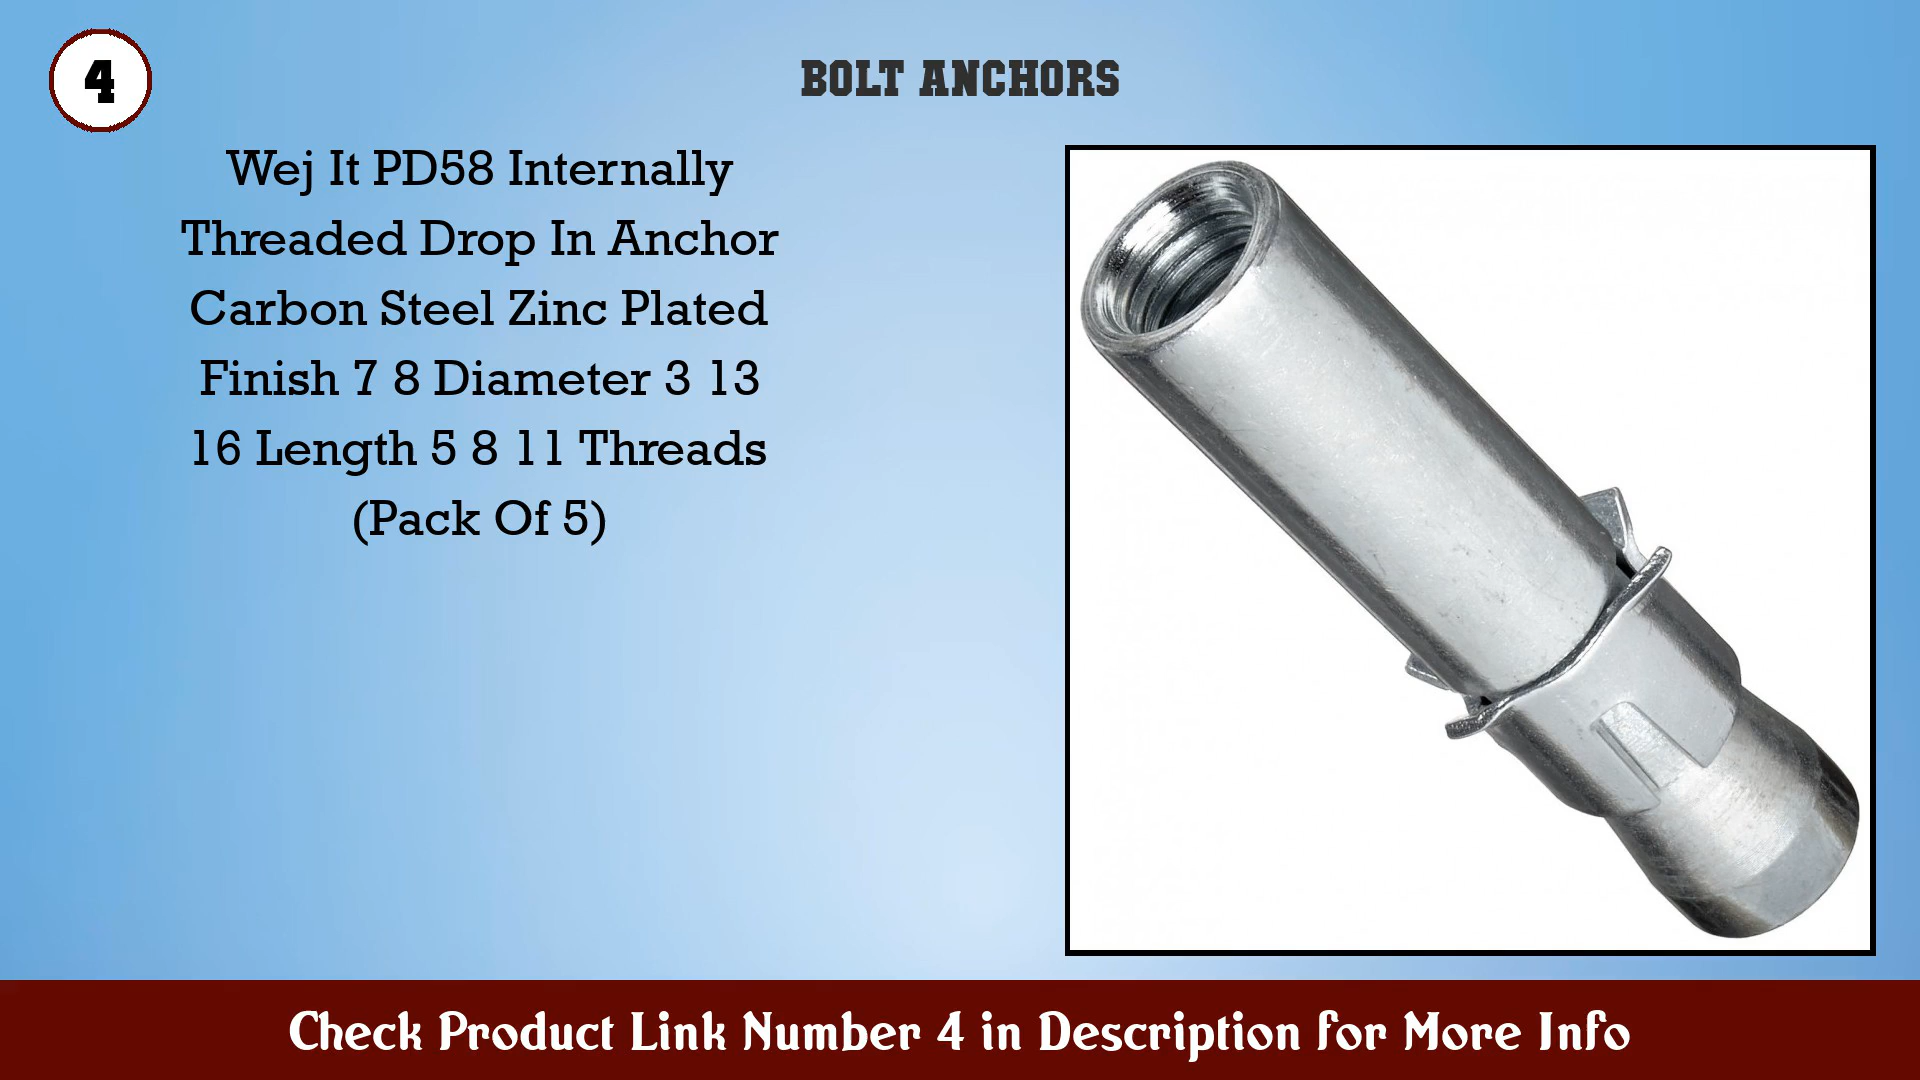 4
BOLT ANCHORS
Wej It PD58 Internally
Threaded Drop In Anchor
Carbon Steel Zinc Plated
Finish 7 8 Diameter 3 13
16 Length 5 8 11 Threads
(Pack Of 5)
Check Product Link Number 4 in Description for More Info